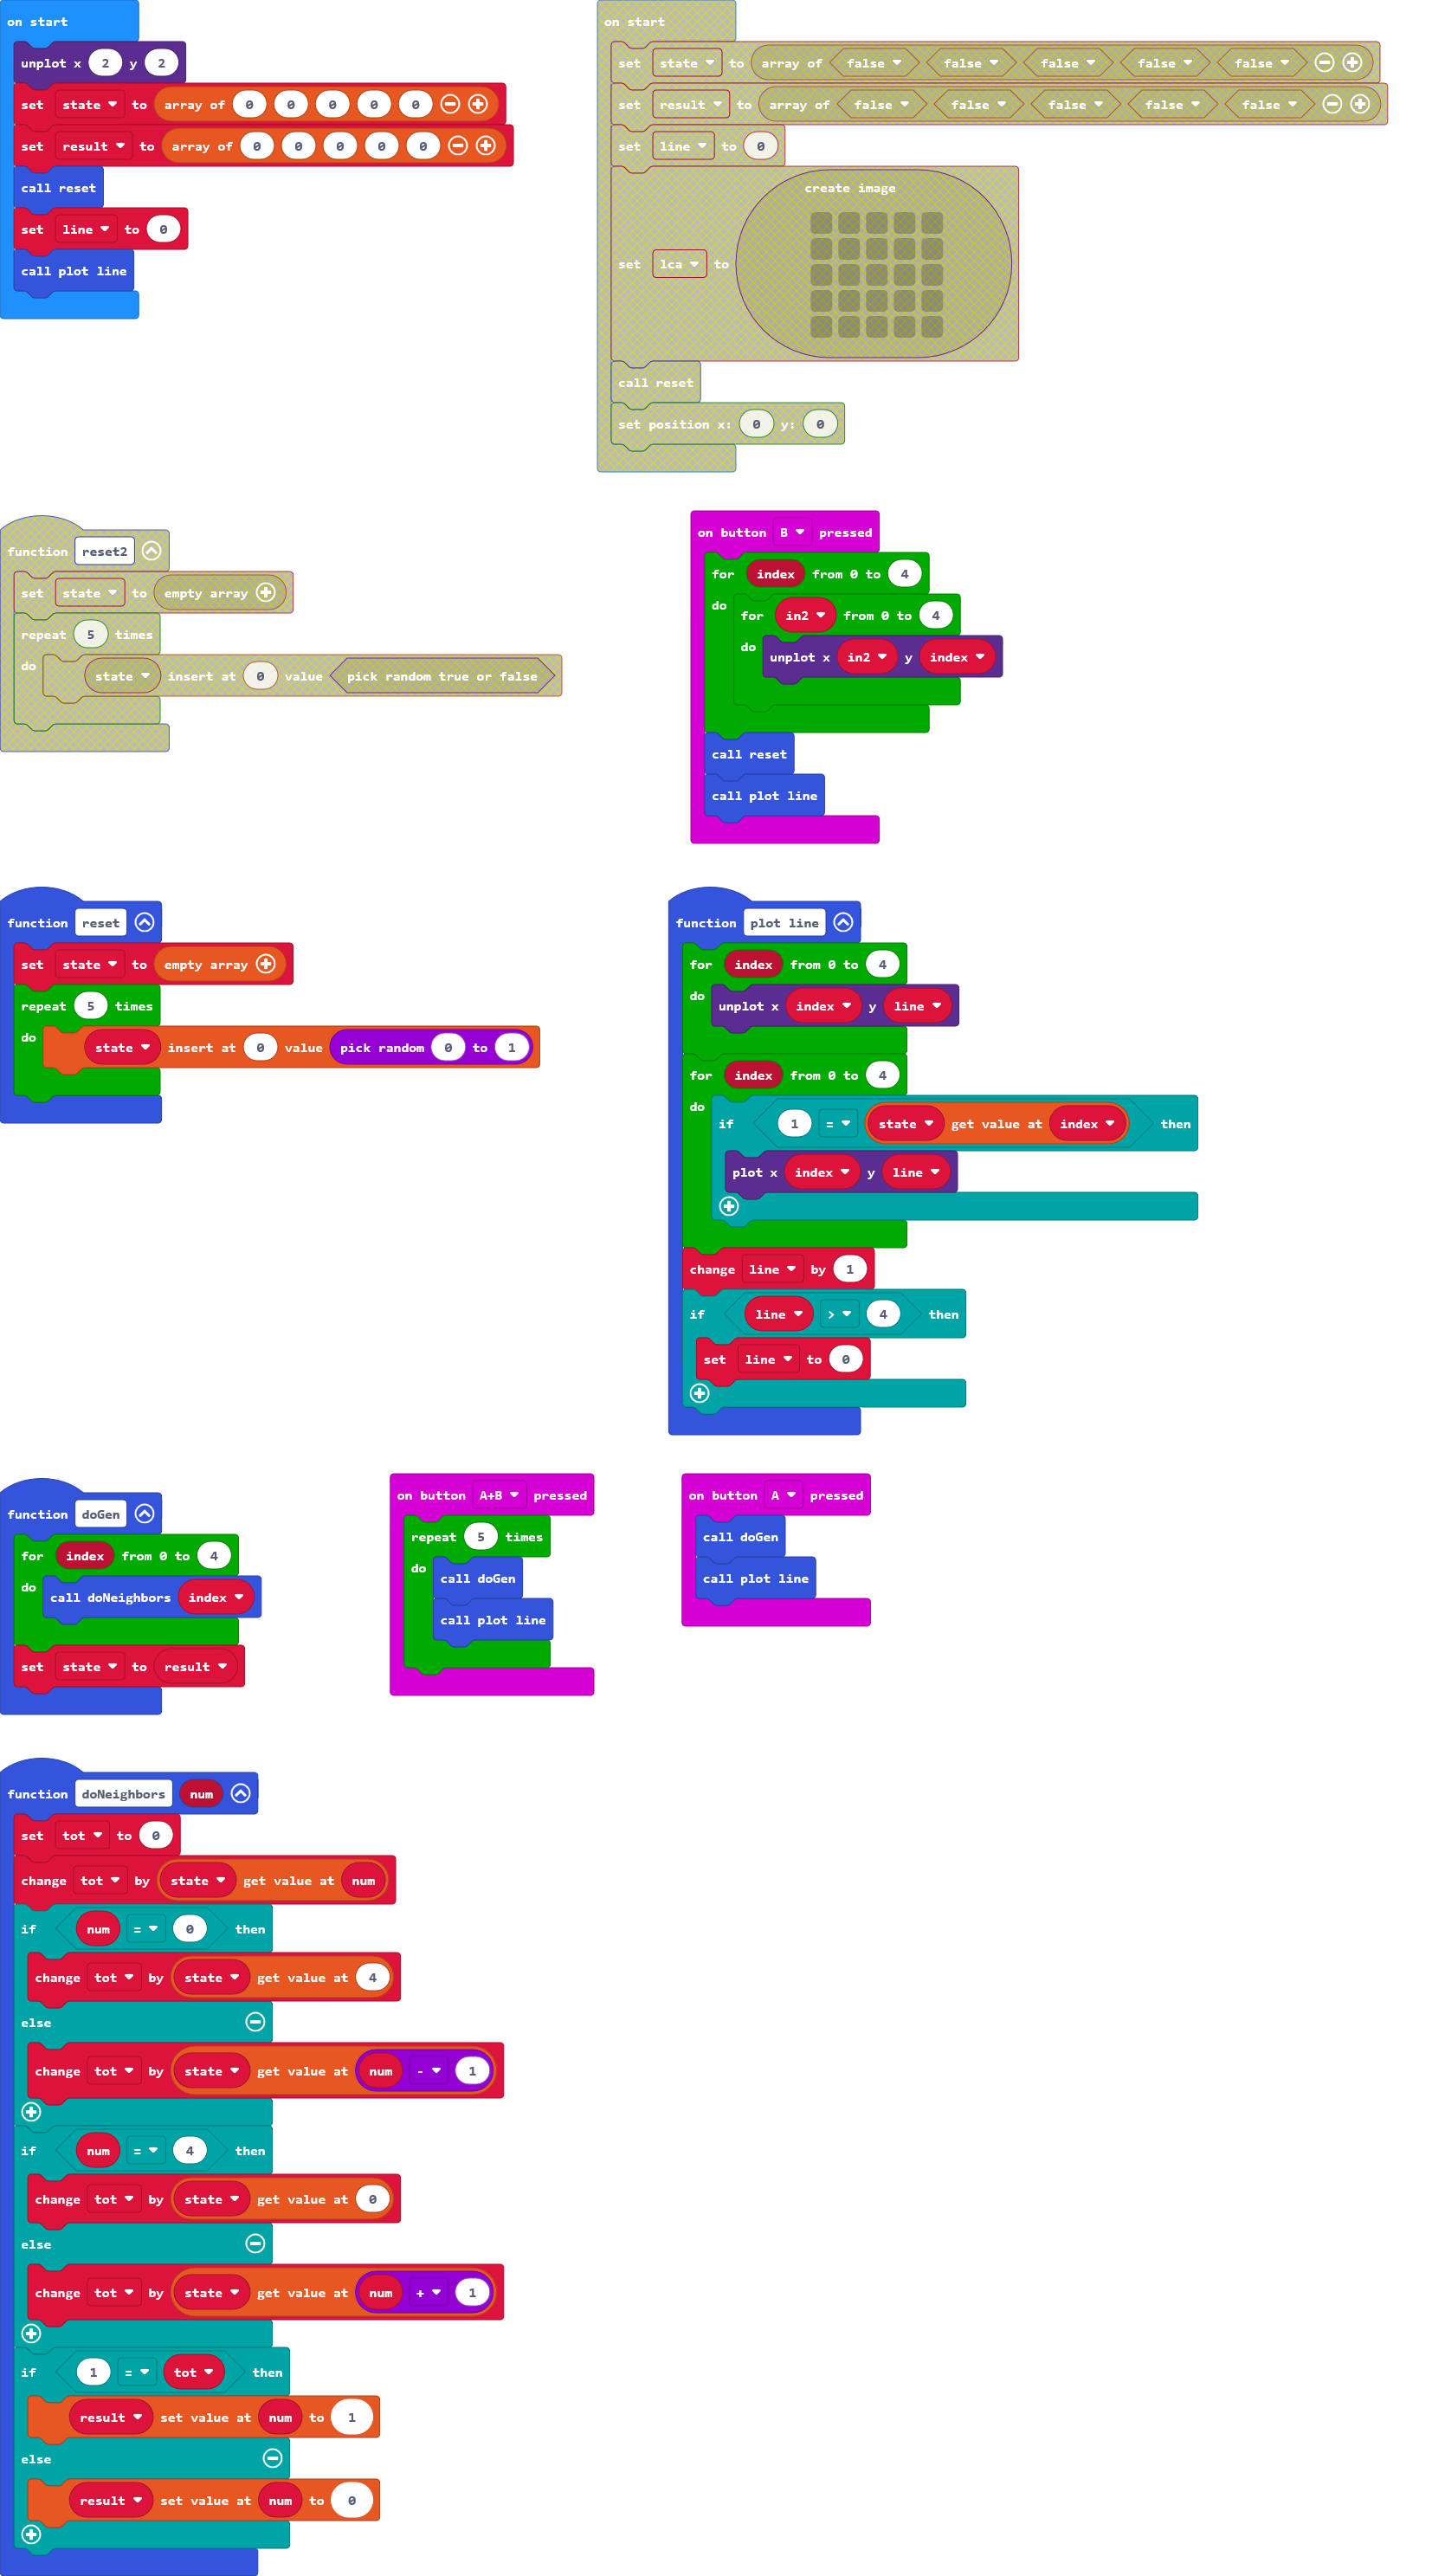 on start
unplot x 2 y 2
set state to array of 0 0 0 0 0
set result to array of 0 0 0 0 0
call reset
set line to 0
call plot line
on start
set state to array of false false false false false
set result to array of false false false false false
set line to 0
create image
set lca to
call reset
set position x: 0 y: 0
function reset2
set state to empty array
repeat 5 times
do
state insert at 0 value pick random true or false
on button B pressed
for index from 0 to 4
do
for in2 from 0 to 4
do
unplot x in2 y index
call reset
call plot line
function reset
set state to empty array
repeat 5 times
do
state insert at 0 value pick random 0 to 1
function plot line
for index from 0 to 4
do
unplot x index y line
for index from 0 to 4
do
if 1 = state get value at index then
plot x index y line
change line by 1
if line > 4 then
set line to 0
function doGen
for index from 0 to 4
do
call doNeighbors index
set state to result
on button A+B pressed
repeat 5 times
do
call doGen
call plot line
on button A pressed
call doGen
call plot line
function doNeighbors num
set tot to 0
change tot by state get value at num
if num = 0 then
change tot by state get value at 4
else
change tot by state get value at num - 1
if num = 4 then
change tot by state get value at 0
else
change tot by state get value at num + 1
if 1 = tot then
result set value at num to 1
else
result set value at num to 0